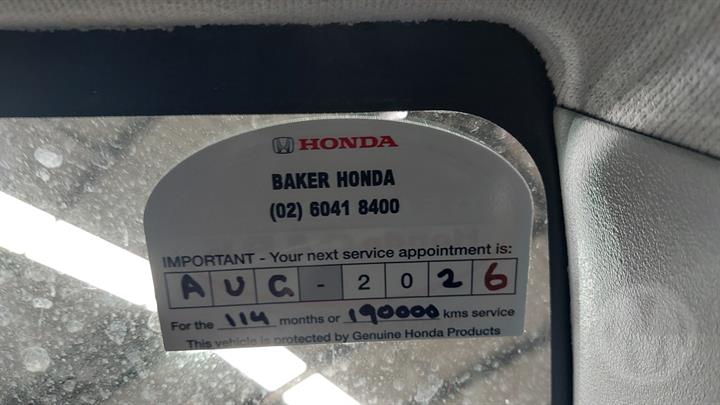 HONDA
BAKER HONDA
(02) 6041 8400
IMPORTANT - Your next service appointment is:
AUG - 2026
For the 114 months or 190000 kms service
This vehicle is protected by Genuine Honda Products